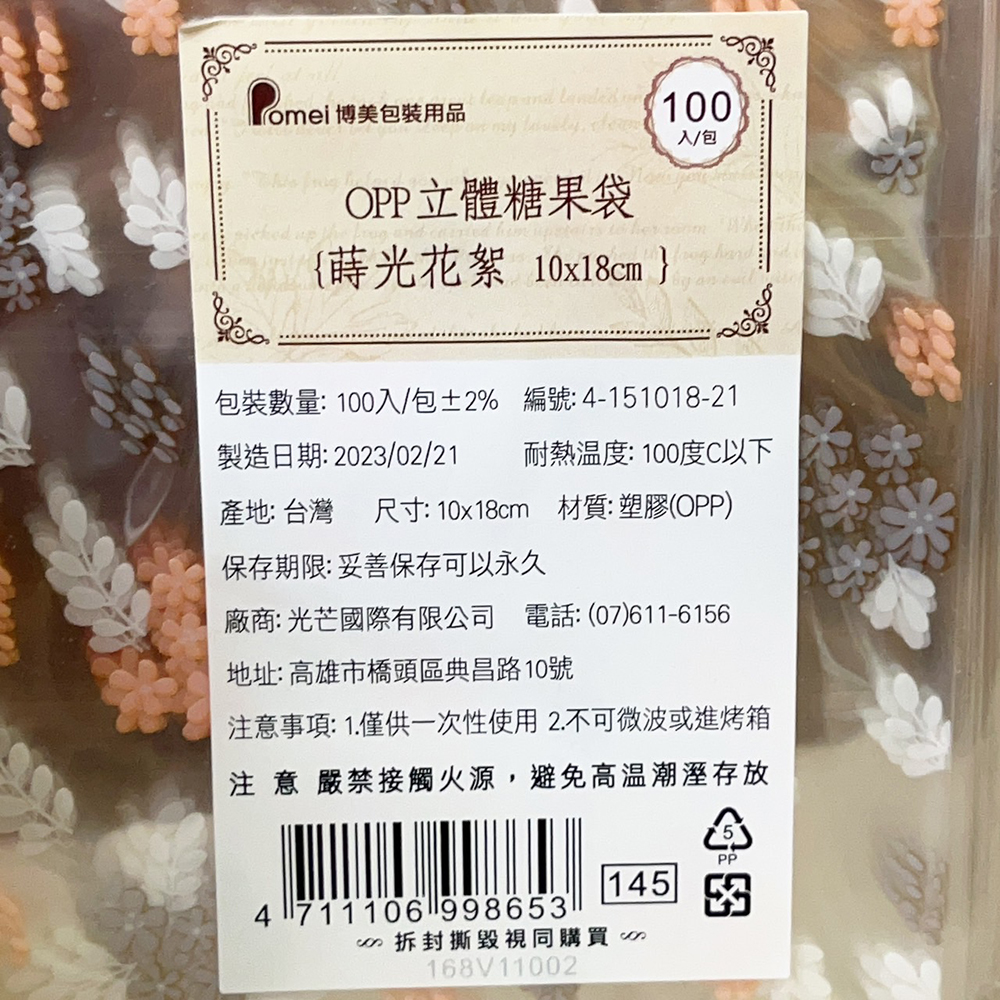 Pomei 博美包裝用品
100
入/包
OPP立體糖果袋
{蒔光花絮 10x18cm }
包裝數量: 100入/包±2% 編號: 4-151018-21
製造日期: 2023/02/21 耐熱溫度: 100度C以下
產地: 台灣 尺寸: 10x18cm 材質: 塑膠(OPP)
保存期限: 妥善保存可以永久
廠商: 光芒國際有限公司 電話: (07)611-6156
地址: 高雄市橋頭區典昌路10號
注意事項: 1.僅供一次性使用 2.不可微波或進烤箱
注 意 嚴禁接觸火源，避免高溫潮溼存放
5
PP
145
4 711106 998653
拆封撕毀視同購買
168V11002